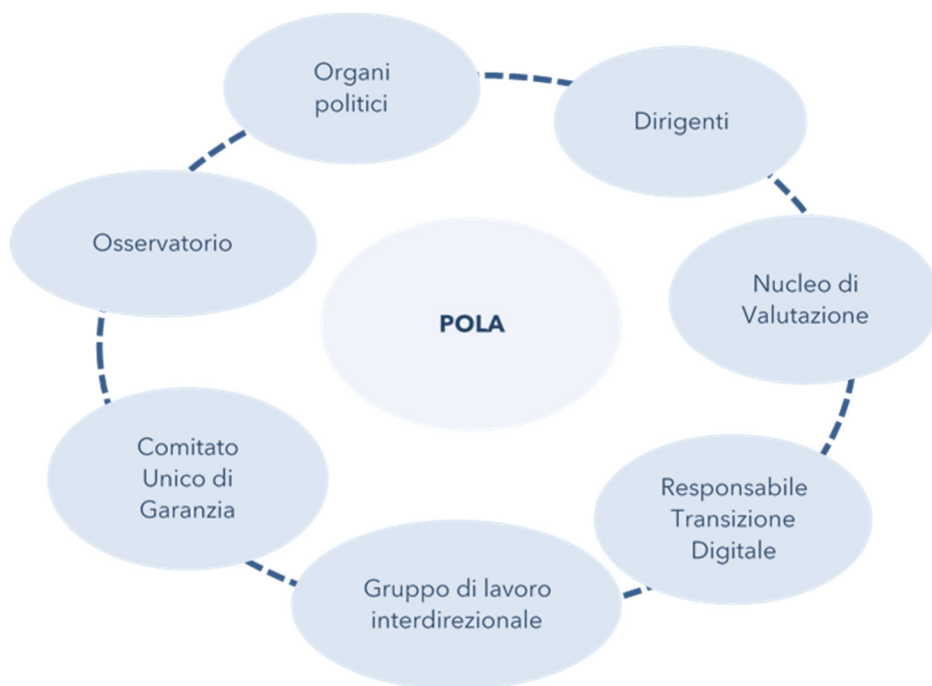 Organi
politici
Dirigenti
Osservatorio
POLA
Nucleo di
Valutazione
Comitato
Unico di
Garanzia
Responsabile
Transizione
Digitale
Gruppo di lavoro
interdirezionale